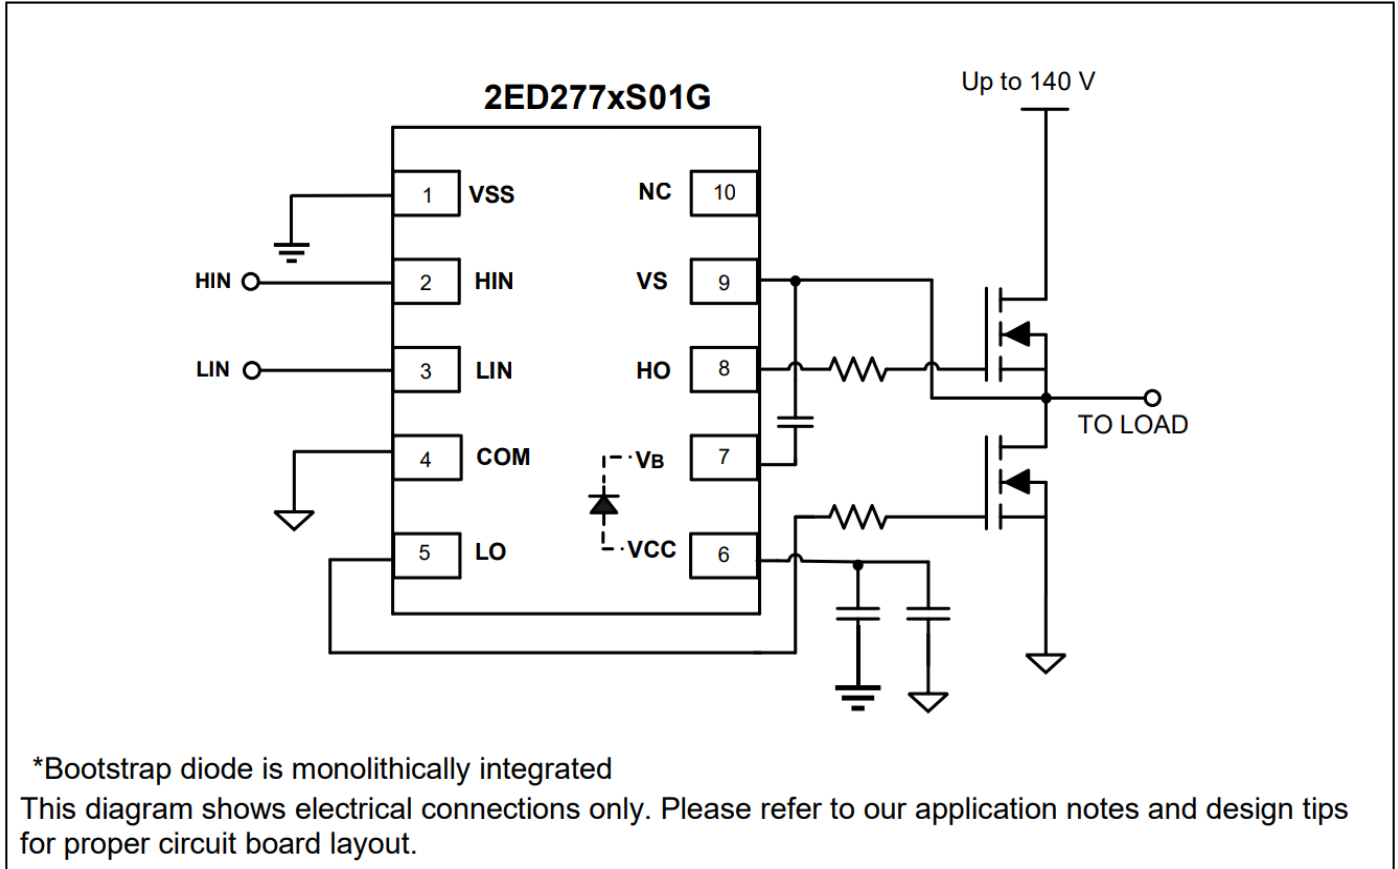 Up to 140 V
2ED277xS01G
1 VSS
NC 10
HIN
2 HIN
VS 9
LIN
3 LIN
HO 8
TO LOAD
4 COM
VB 7
5 LO
VCC 6
*Bootstrap diode is monolithically integrated
This diagram shows electrical connections only. Please refer to our application notes and design tips
for proper circuit board layout.